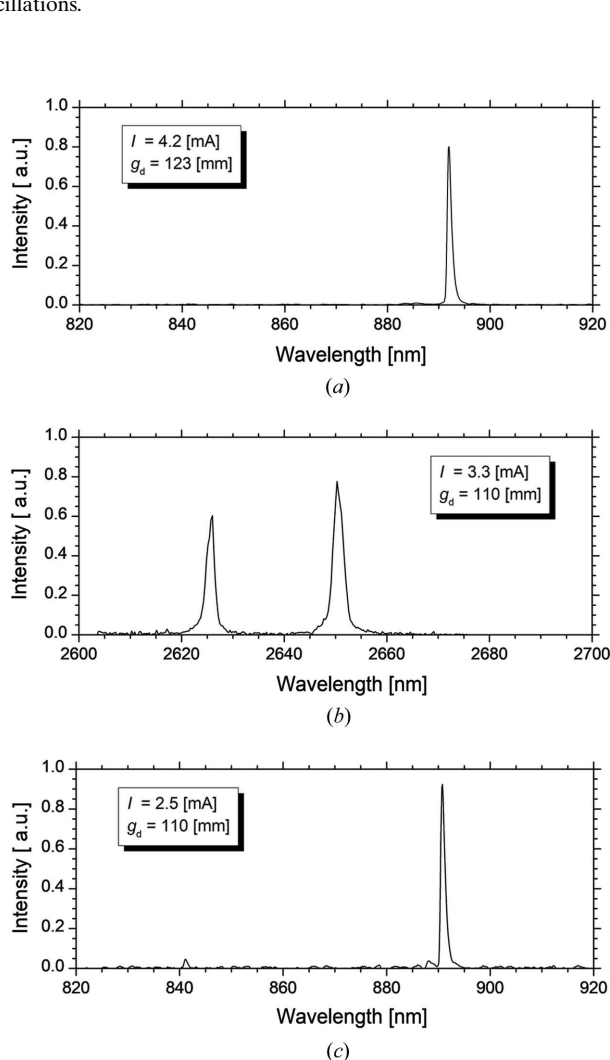 cillations.
1.0
0.8
0.6
0.4
0.2
0.0
Intensity [ a.u.]
I = 4.2 [mA]
g_d = 123 [mm]
820 840 860 880 900 920
Wavelength [nm]
(a)
1.0
0.8
0.6
0.4
0.2
0.0
Intensity [ a.u.]
I = 3.3 [mA]
g_d = 110 [mm]
2600 2620 2640 2660 2680 2700
Wavelength [nm]
(b)
1.0
0.8
0.6
0.4
0.2
0.0
Intensity [ a.u.]
I = 2.5 [mA]
g_d = 110 [mm]
820 840 860 880 900 920
Wavelength [nm]
(c)